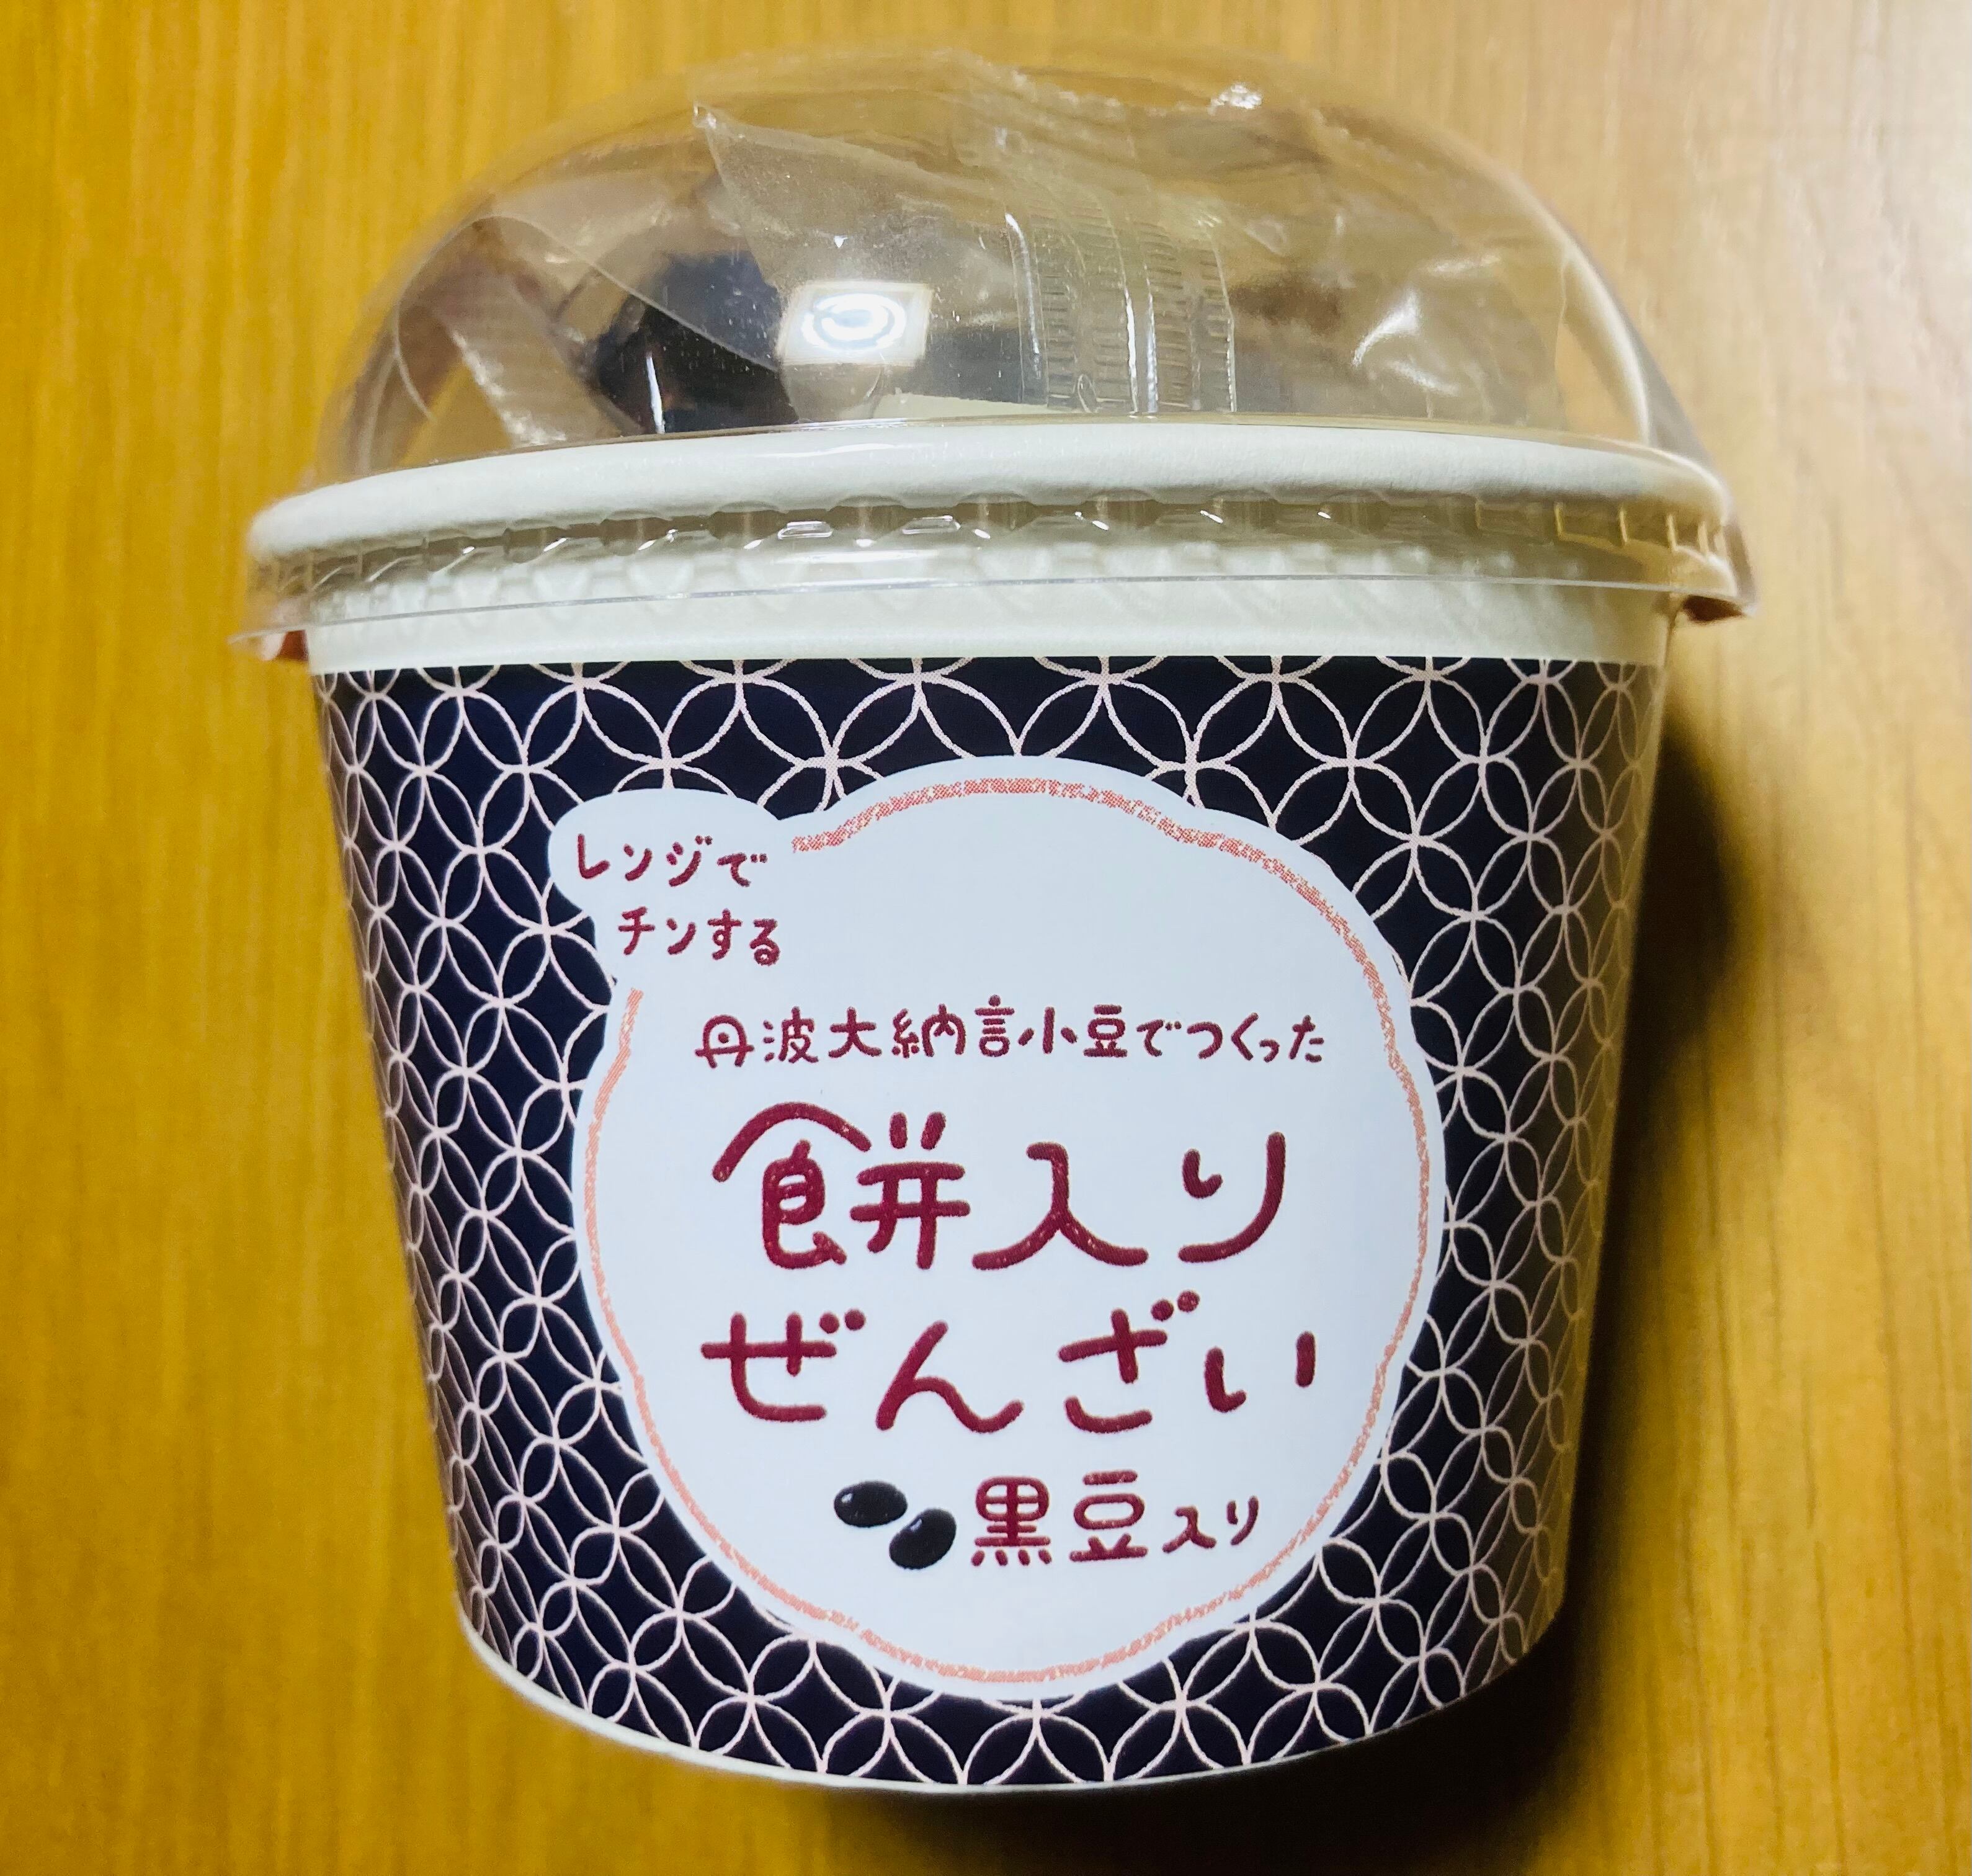 レンジで
チンする
丹波大納言小豆でつくった
餅入り
ぜんざい
黒豆入り